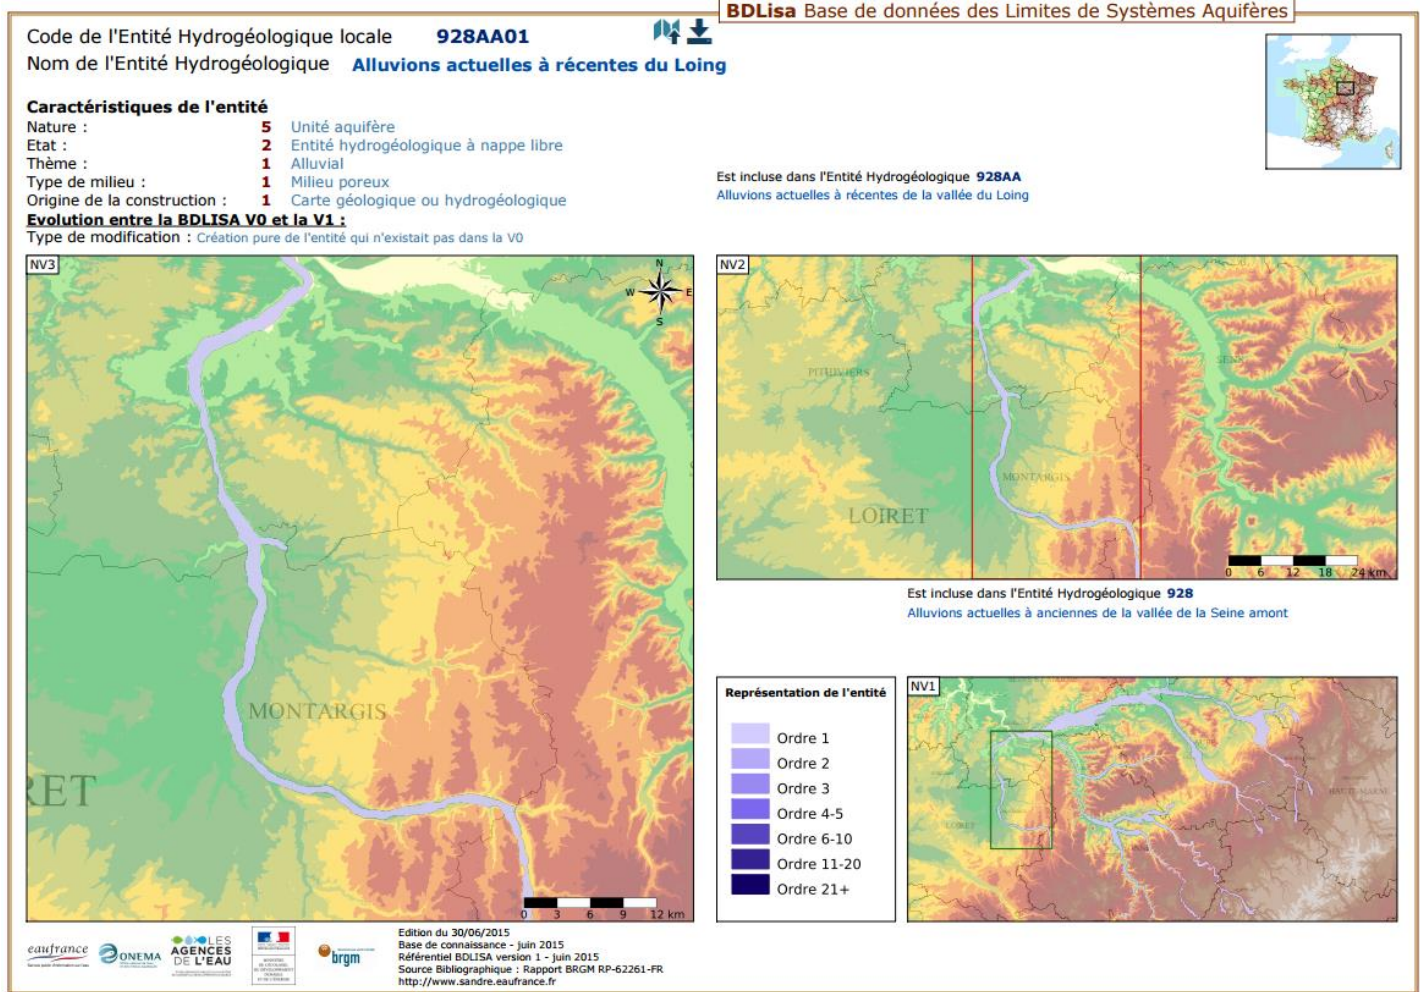 BDLisa Base de données des Limites de Systèmes Aquifères
Code de l'Entité Hydrogéologique locale 928AA01
Nom de l'Entité Hydrogéologique Alluvions actuelles à récentes du Loing
Caractéristiques de l'entité
Nature : 5 Unité aquifère
Etat : 2 Entité hydrogéologique à nappe libre
Thème : 1 Alluvial
Type de milieu : 1 Milieu poreux
Origine de la construction : 1 Carte géologique ou hydrogéologique
Evolution entre la BDLISA V0 et la V1 :
Type de modification : Création pure de l'entité qui n'existait pas dans la V0
Est incluse dans l'Entité Hydrogéologique 928AA
Alluvions actuelles à récentes de la vallée du Loing
NV3
N
W E
S
MONTARGIS
RET
0 3 6 9 12 km
NV2
PITHIVIERS
SENS
MONTARGIS
LOIRET
0 6 12 18 24 km
Est incluse dans l'Entité Hydrogéologique 928
Alluvions actuelles à anciennes de la vallée de la Seine amont
Représentation de l'entité
Ordre 1
Ordre 2
Ordre 3
Ordre 4-5
Ordre 6-10
Ordre 11-20
Ordre 21+
NV1
LOIRET
HAUTE-MARNE
eaufrance
ONEMA
LES
AGENCES
DE L'EAU
brgm
Edition du 30/06/2015
Base de connaissance - juin 2015
Référentiel BDLISA version 1 - juin 2015
Source Bibliographique : Rapport BRGM RP-62261-FR
http://www.sandre.eaufrance.fr